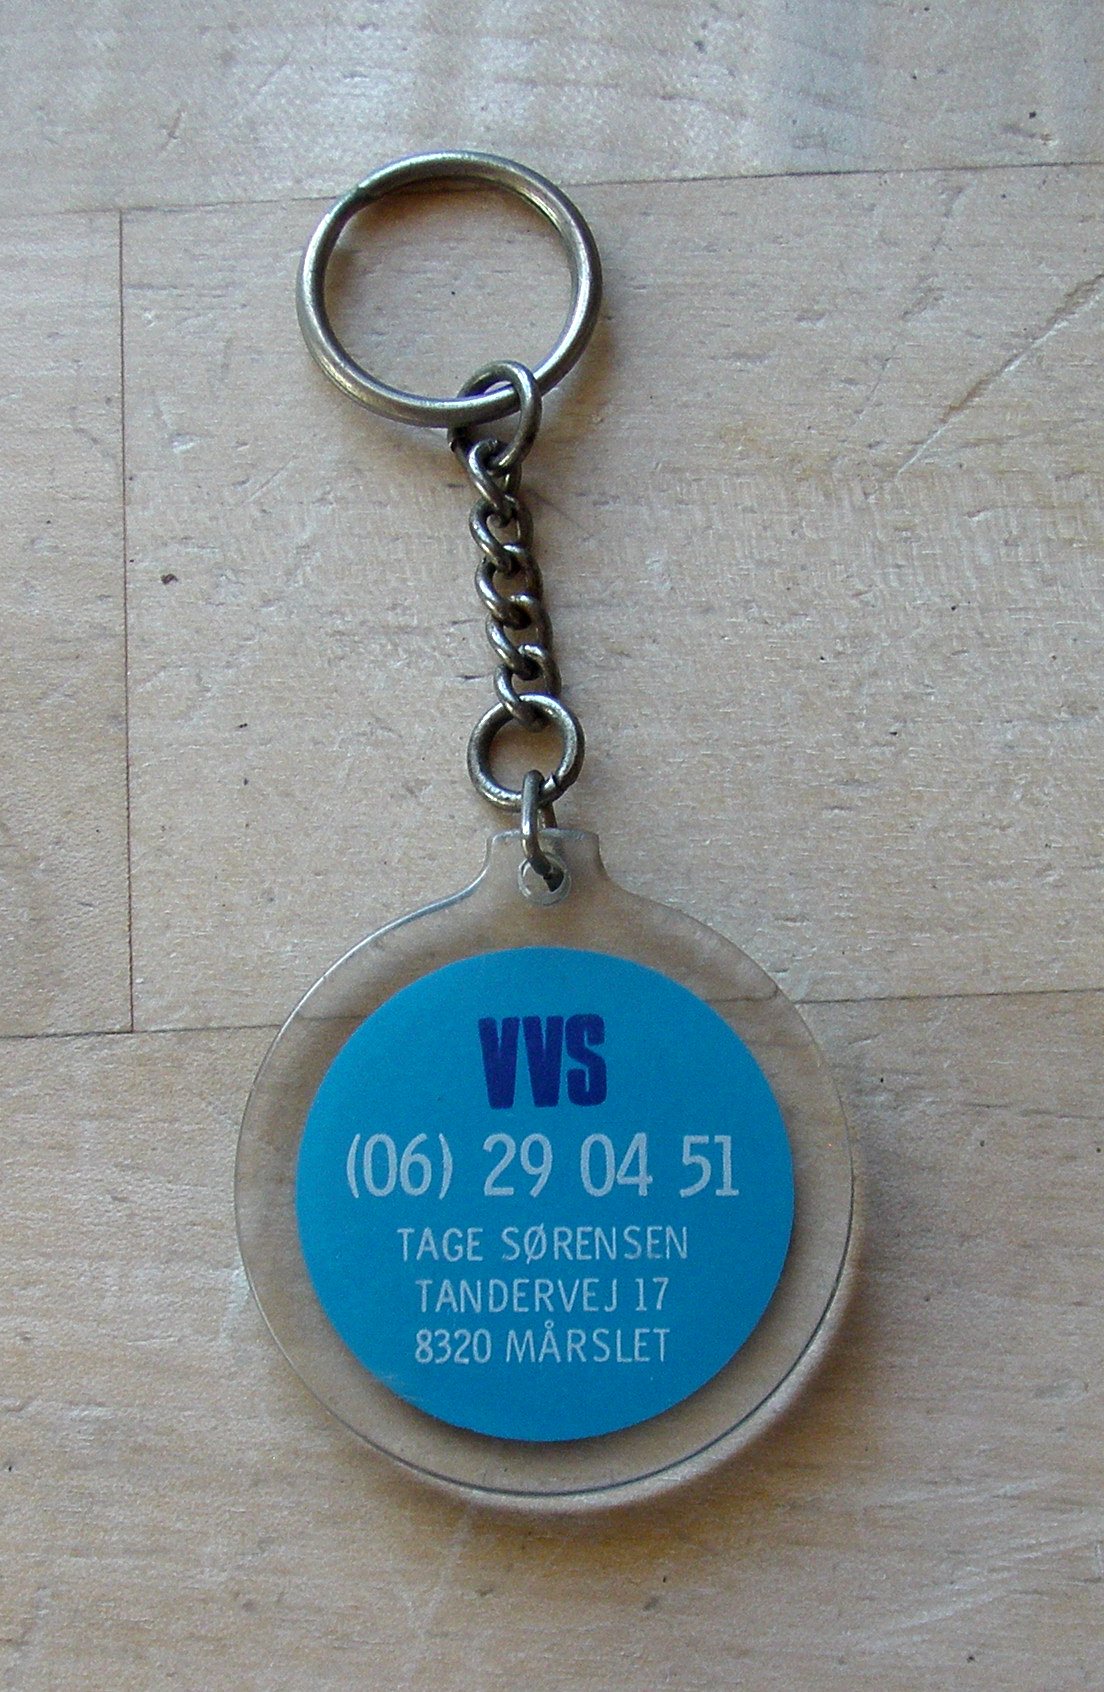 VVS
(06) 29 04 51
TAGE SØRENSEN
TANDERVEJ 17
8320 MÅRSLET